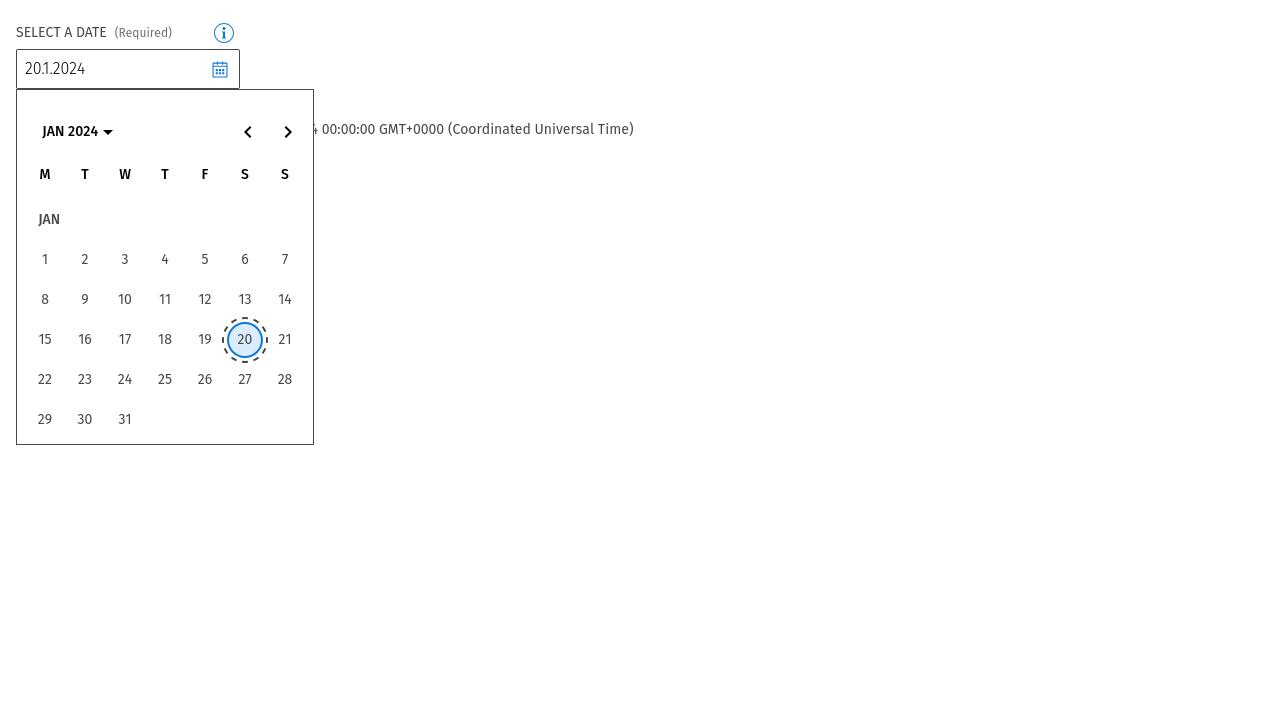 SELECT A DATE (Required)
20.1.2024
JAN 2024
00:00:00 GMT+0000 (Coordinated Universal Time)
M T W T F S S
JAN
1 2 3 4 5 6 7
8 9 10 11 12 13 14
15 16 17 18 19 20 21
22 23 24 25 26 27 28
29 30 31